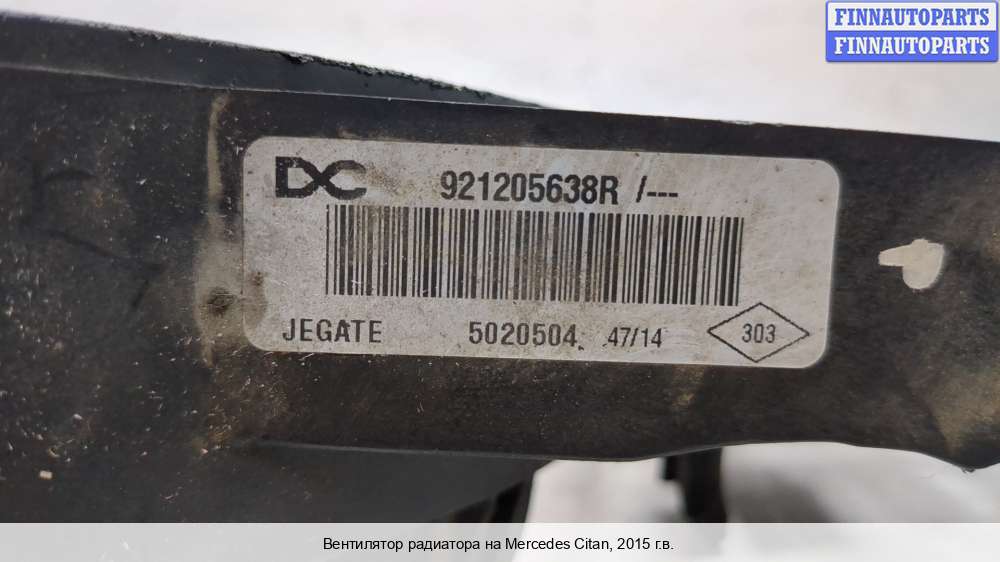 FINNAUTOPARTS
FINNAUTOPARTS
DC 921205638R /---
JEGATE 5020504 47/14 303
Вентилятор радиатора на Mercedes Citan, 2015 г.в.